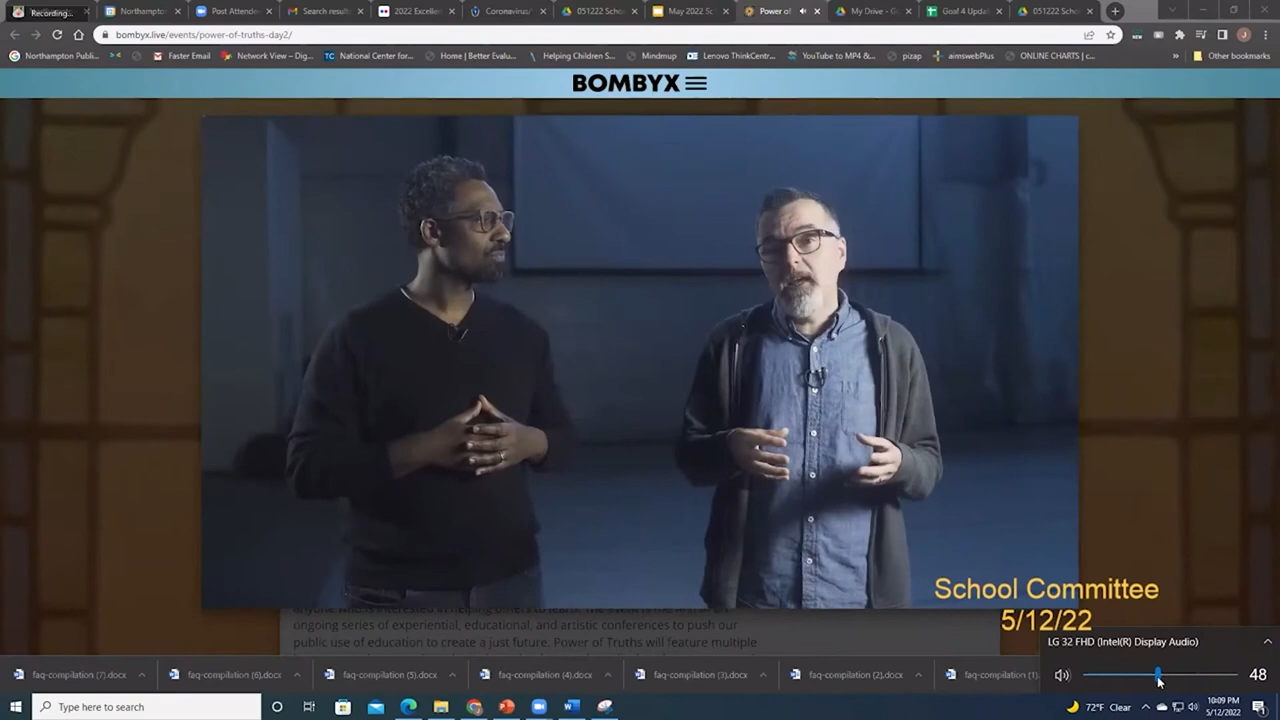 Recording...
Northampton
Post Attende
Search result
2022 Excellen
Coronavirus/
051222 Scho
May 2022 S
Power of
My Drive - G
Goal 4 Upda
051222 Scho
bombyx.live/events/power-of-truths-day2/
Northampton Publi...
Faster Email
Network View – Dig...
National Center for...
Home | Better Evalu...
Helping Children S...
Mindmup
Lenovo ThinkCentr...
YouTube to MP4 &...
pizap
aimswebPlus
ONLINE CHARTS | c...
Other bookmarks
BOMBYX
School Committee
5/12/22
ongoing series of experiential, educational, and artistic conferences to push our
public use of education to create a just future. Power of Truths will feature multiple
LG 32 FHD (Intel(R) Display Audio)
48
faq-compilation (7).docx
faq-compilation (6).docx
faq-compilation (5).docx
faq-compilation (4).docx
faq-compilation (3).docx
faq-compilation (2).docx
faq-compilation (1).
Type here to search
72°F Clear
10:09 PM
5/12/2022